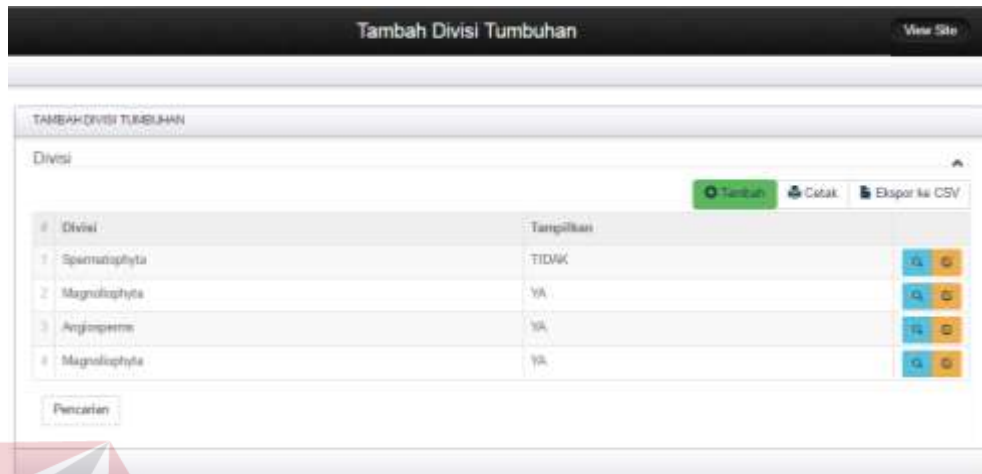 Tambah Divisi Tumbuhan View Site
TAMBAH DIVISI TUMBUHAN
Divisi
Tambah Cetak Ekspor ke CSV
# Divisi Tampilkan
1 Spermatophyta TIDAK
2 Magnoliophyta YA
3 Angiosperms YA
4 Magnoliophyta YA
Pencarian